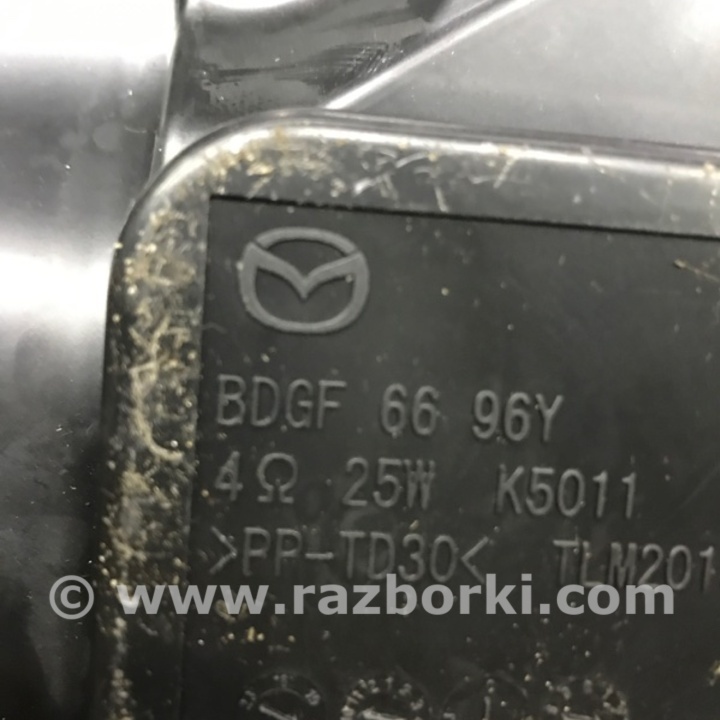 BDGF 66 96Y
4Ω 25W K5011
>PP-TD30< TLM201
© www.razborki.com